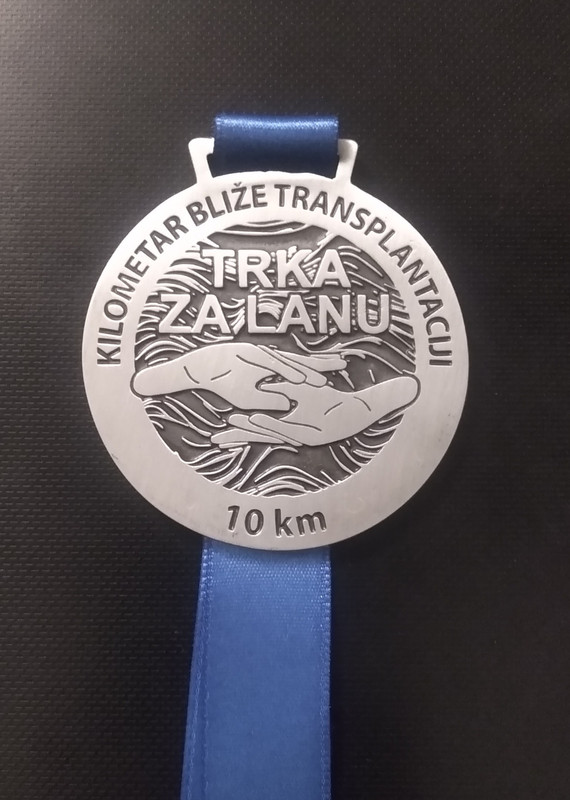 KILOMETAR BLIŽE TRANSPLANTACIJI
TRKA
ZA LANU
10 km